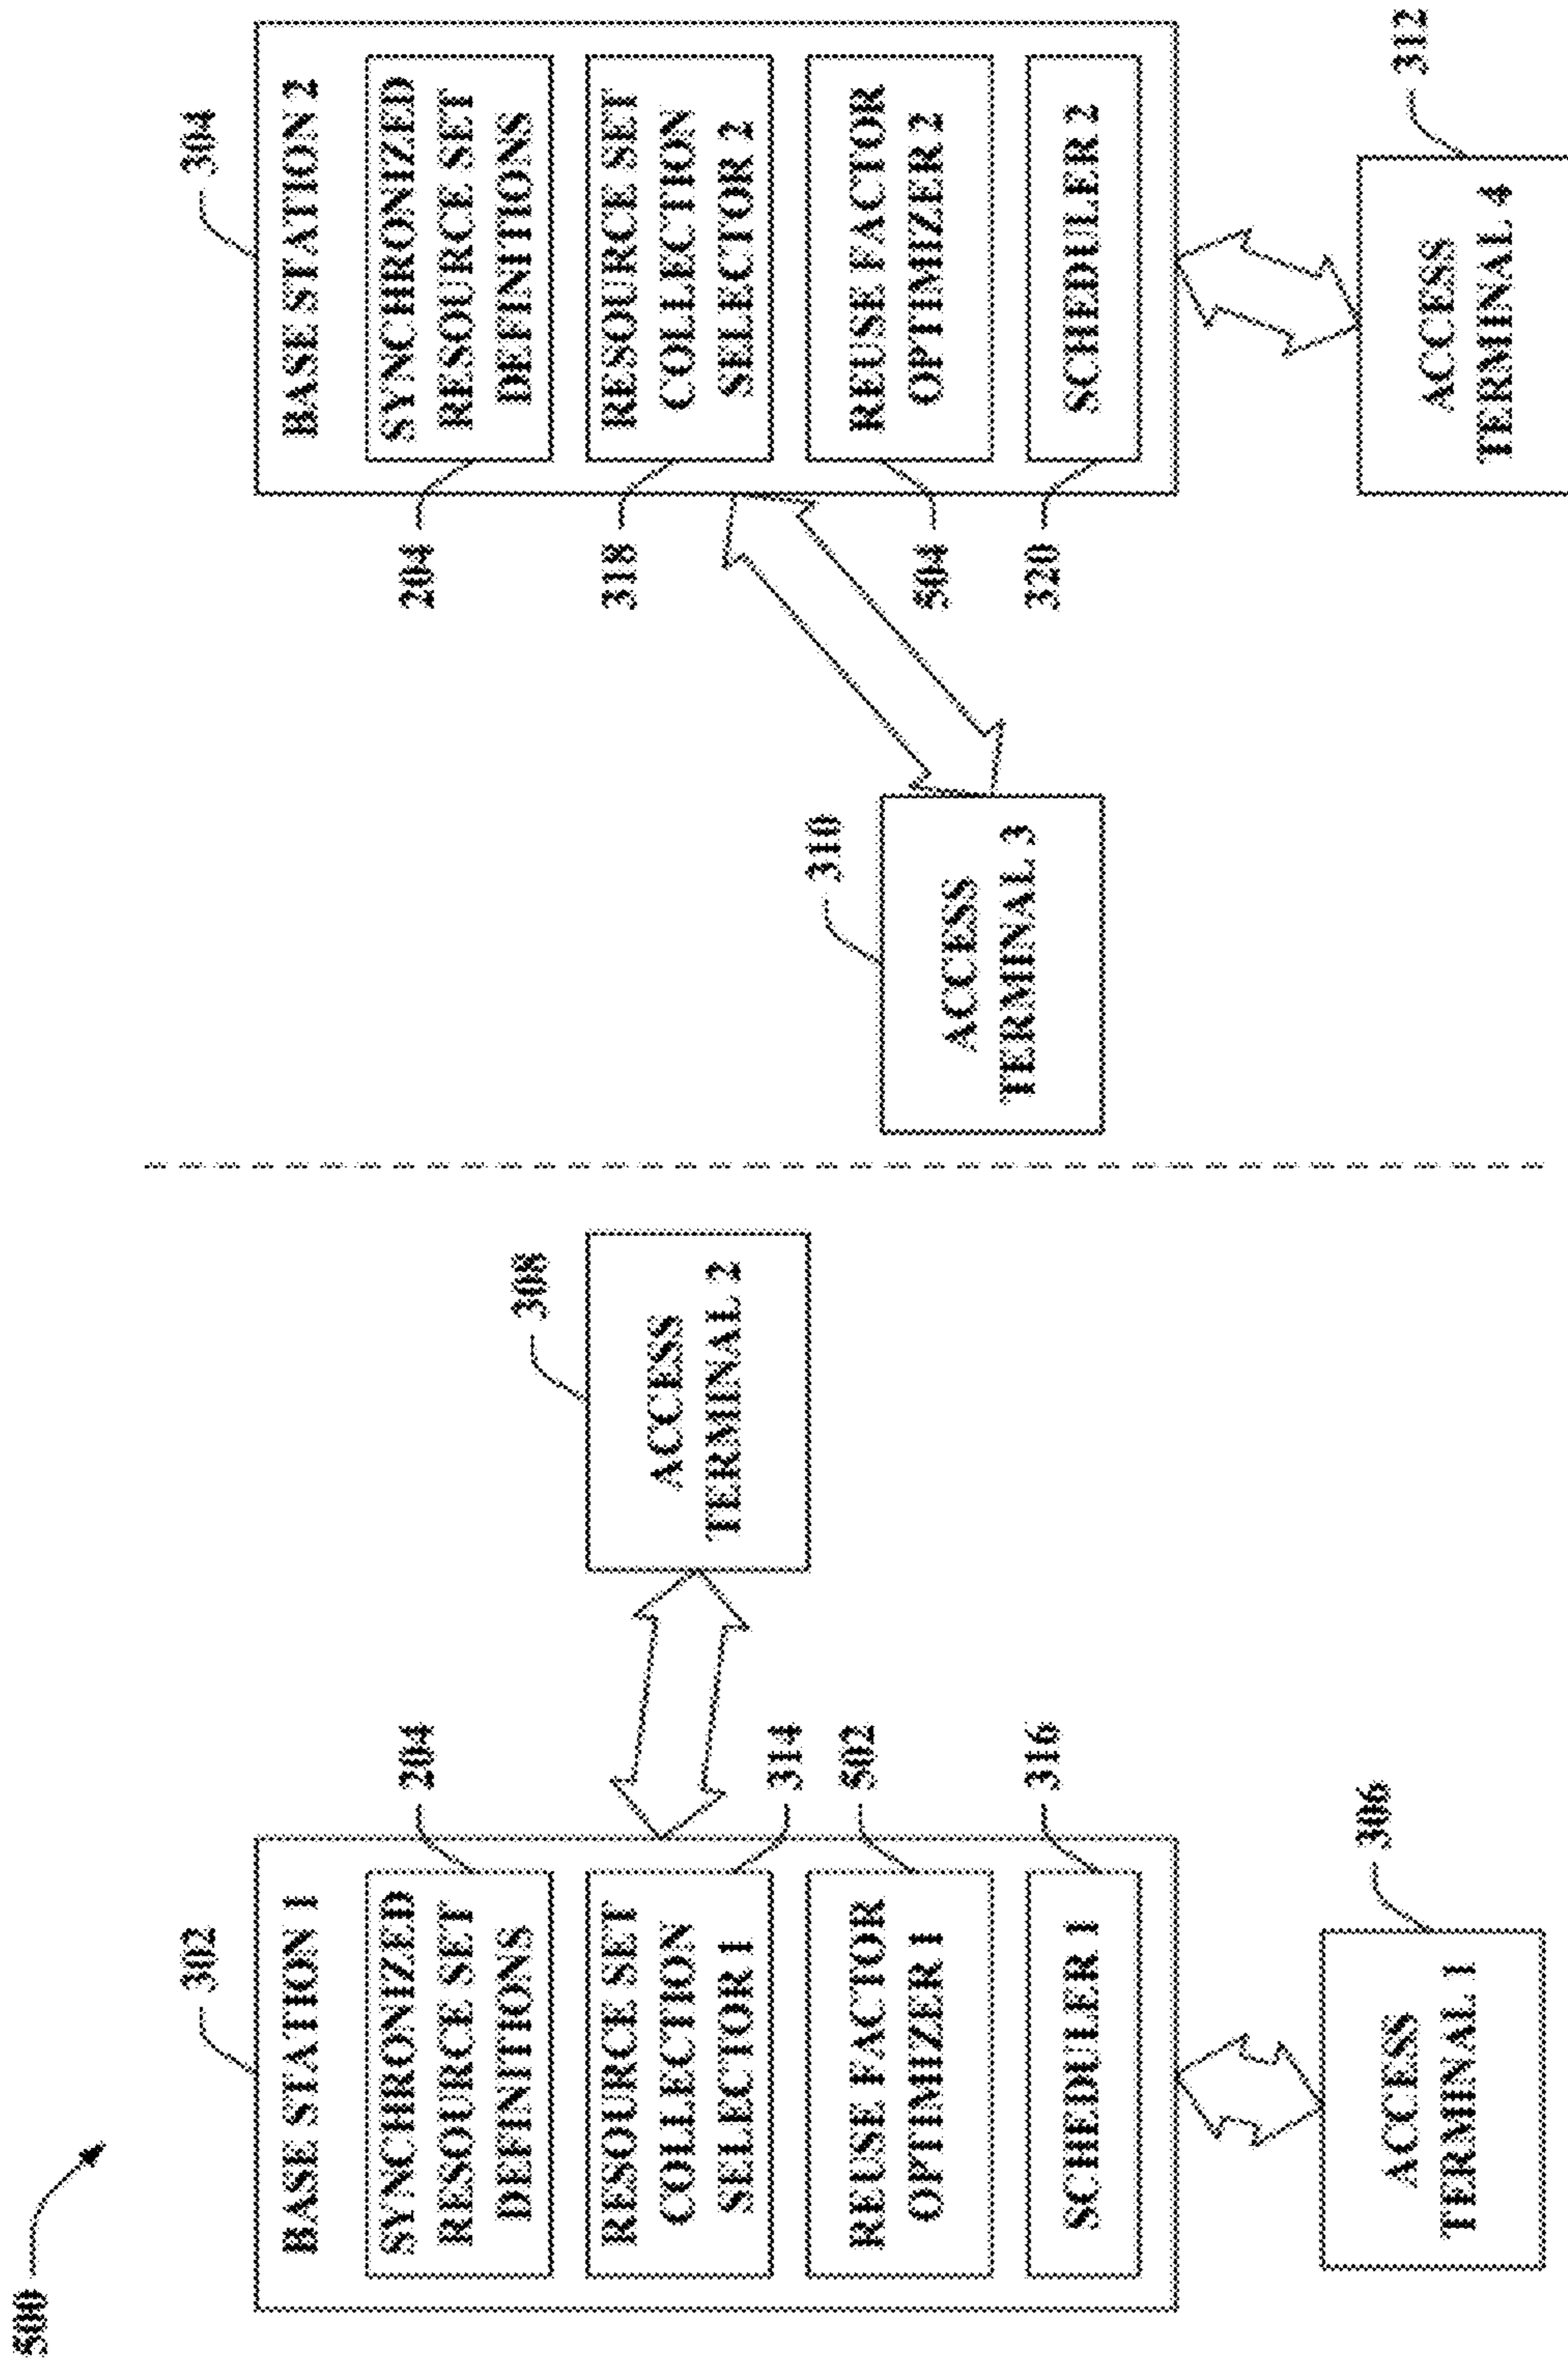 500
302
BASE STATION 1
SYNCHRONIZED
RESOURCE SET
DEFINITIONS
204
RESOURCE SET
COLLECTION
SELECTOR 1
314
REUSE FACTOR
OPTIMIZER 1
502
SCHEDULER 1
316
ACCESS
TERMINAL 1
306
ACCESS
TERMINAL 2
308
304
BASE STATION 2
SYNCHRONIZED
RESOURCE SET
DEFINITIONS
204
RESOURCE SET
COLLECTION
SELECTOR 2
318
REUSE FACTOR
OPTIMIZER 2
504
SCHEDULER 2
320
310
ACCESS
TERMINAL 3
312
ACCESS
TERMINAL 4